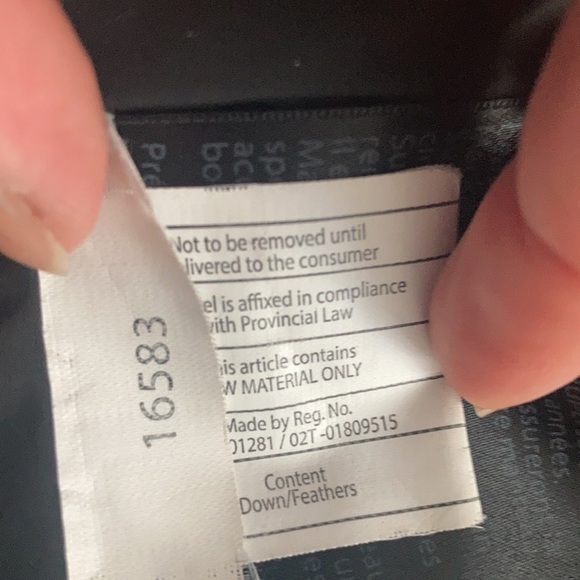 16583
Not to be removed until
livered to the consumer
el is affixed in compliance
ith Provincial Law
is article contains
W MATERIAL ONLY
Made by Reg. No.
01281 / 02T-01809515
Content
Down/Feathers